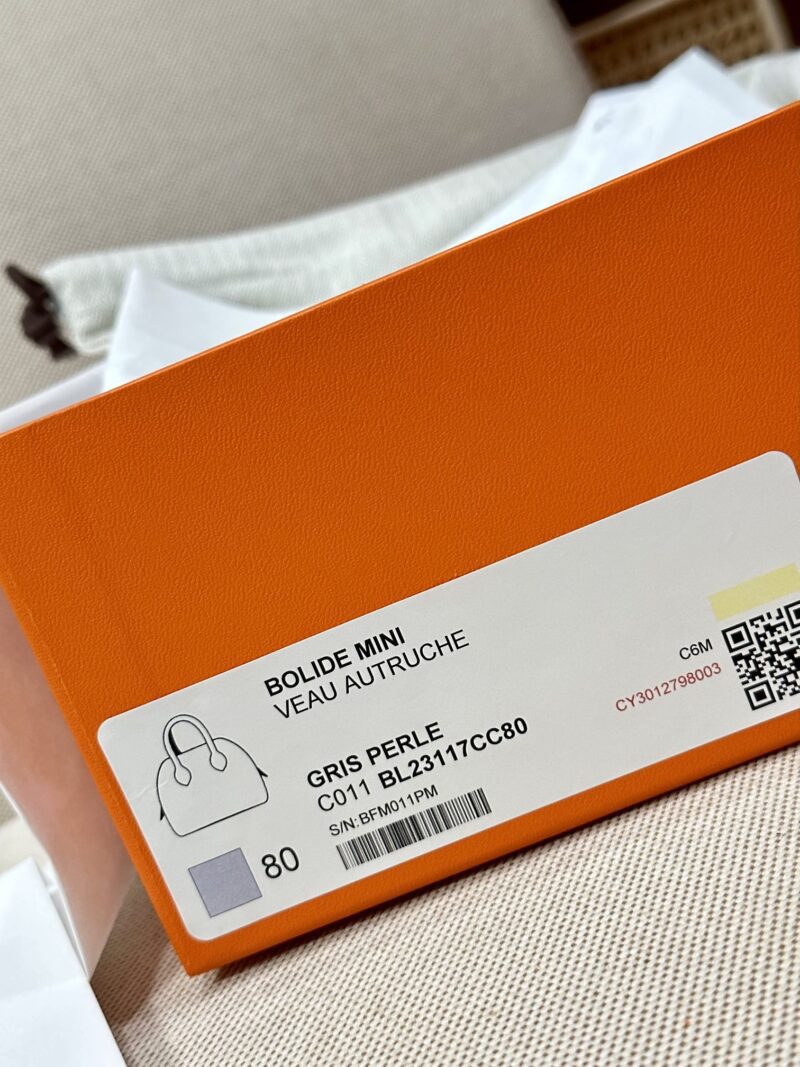 BOLIDE MINI
VEAU AUTRUCHE
GRIS PERLE
C011 BL23117CC80
S/N:BFM011PM
80
C6M
CY3012798003